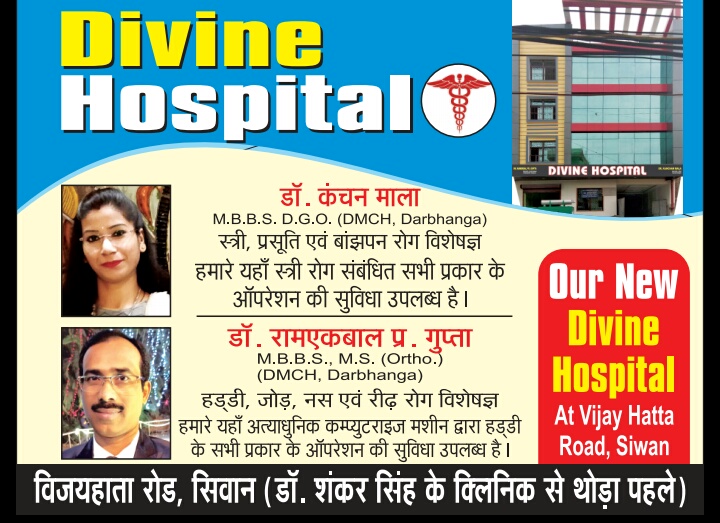 Divine
Hospital
DIVINE HOSPITAL
डॉ. कंचन माला
M.B.B.S. D.G.O. (DMCH, Darbhanga)
स्त्री, प्रसूति एवं बांझपन रोग विशेषज्ञ
हमारे यहाँ स्त्री रोग संबंधित सभी प्रकार के
ऑपरेशन की सुविधा उपलब्ध है।
डॉ. रामएकबाल प्र. गुप्ता
M.B.B.S., M.S. (Ortho.)
(DMCH, Darbhanga)
हड्डी, जोड़, नस एवं रीढ़ रोग विशेषज्ञ
हमारे यहाँ अत्याधुनिक कम्प्युटराइज मशीन द्वारा हड्डी
के सभी प्रकार के ऑपरेशन की सुविधा उपलब्ध है।
Our New
Divine
Hospital
At Vijay Hatta
Road, Siwan
विजयहाता रोड, सिवान (डॉ. शंकर सिंह के क्लिनिक से थोड़ा पहले)